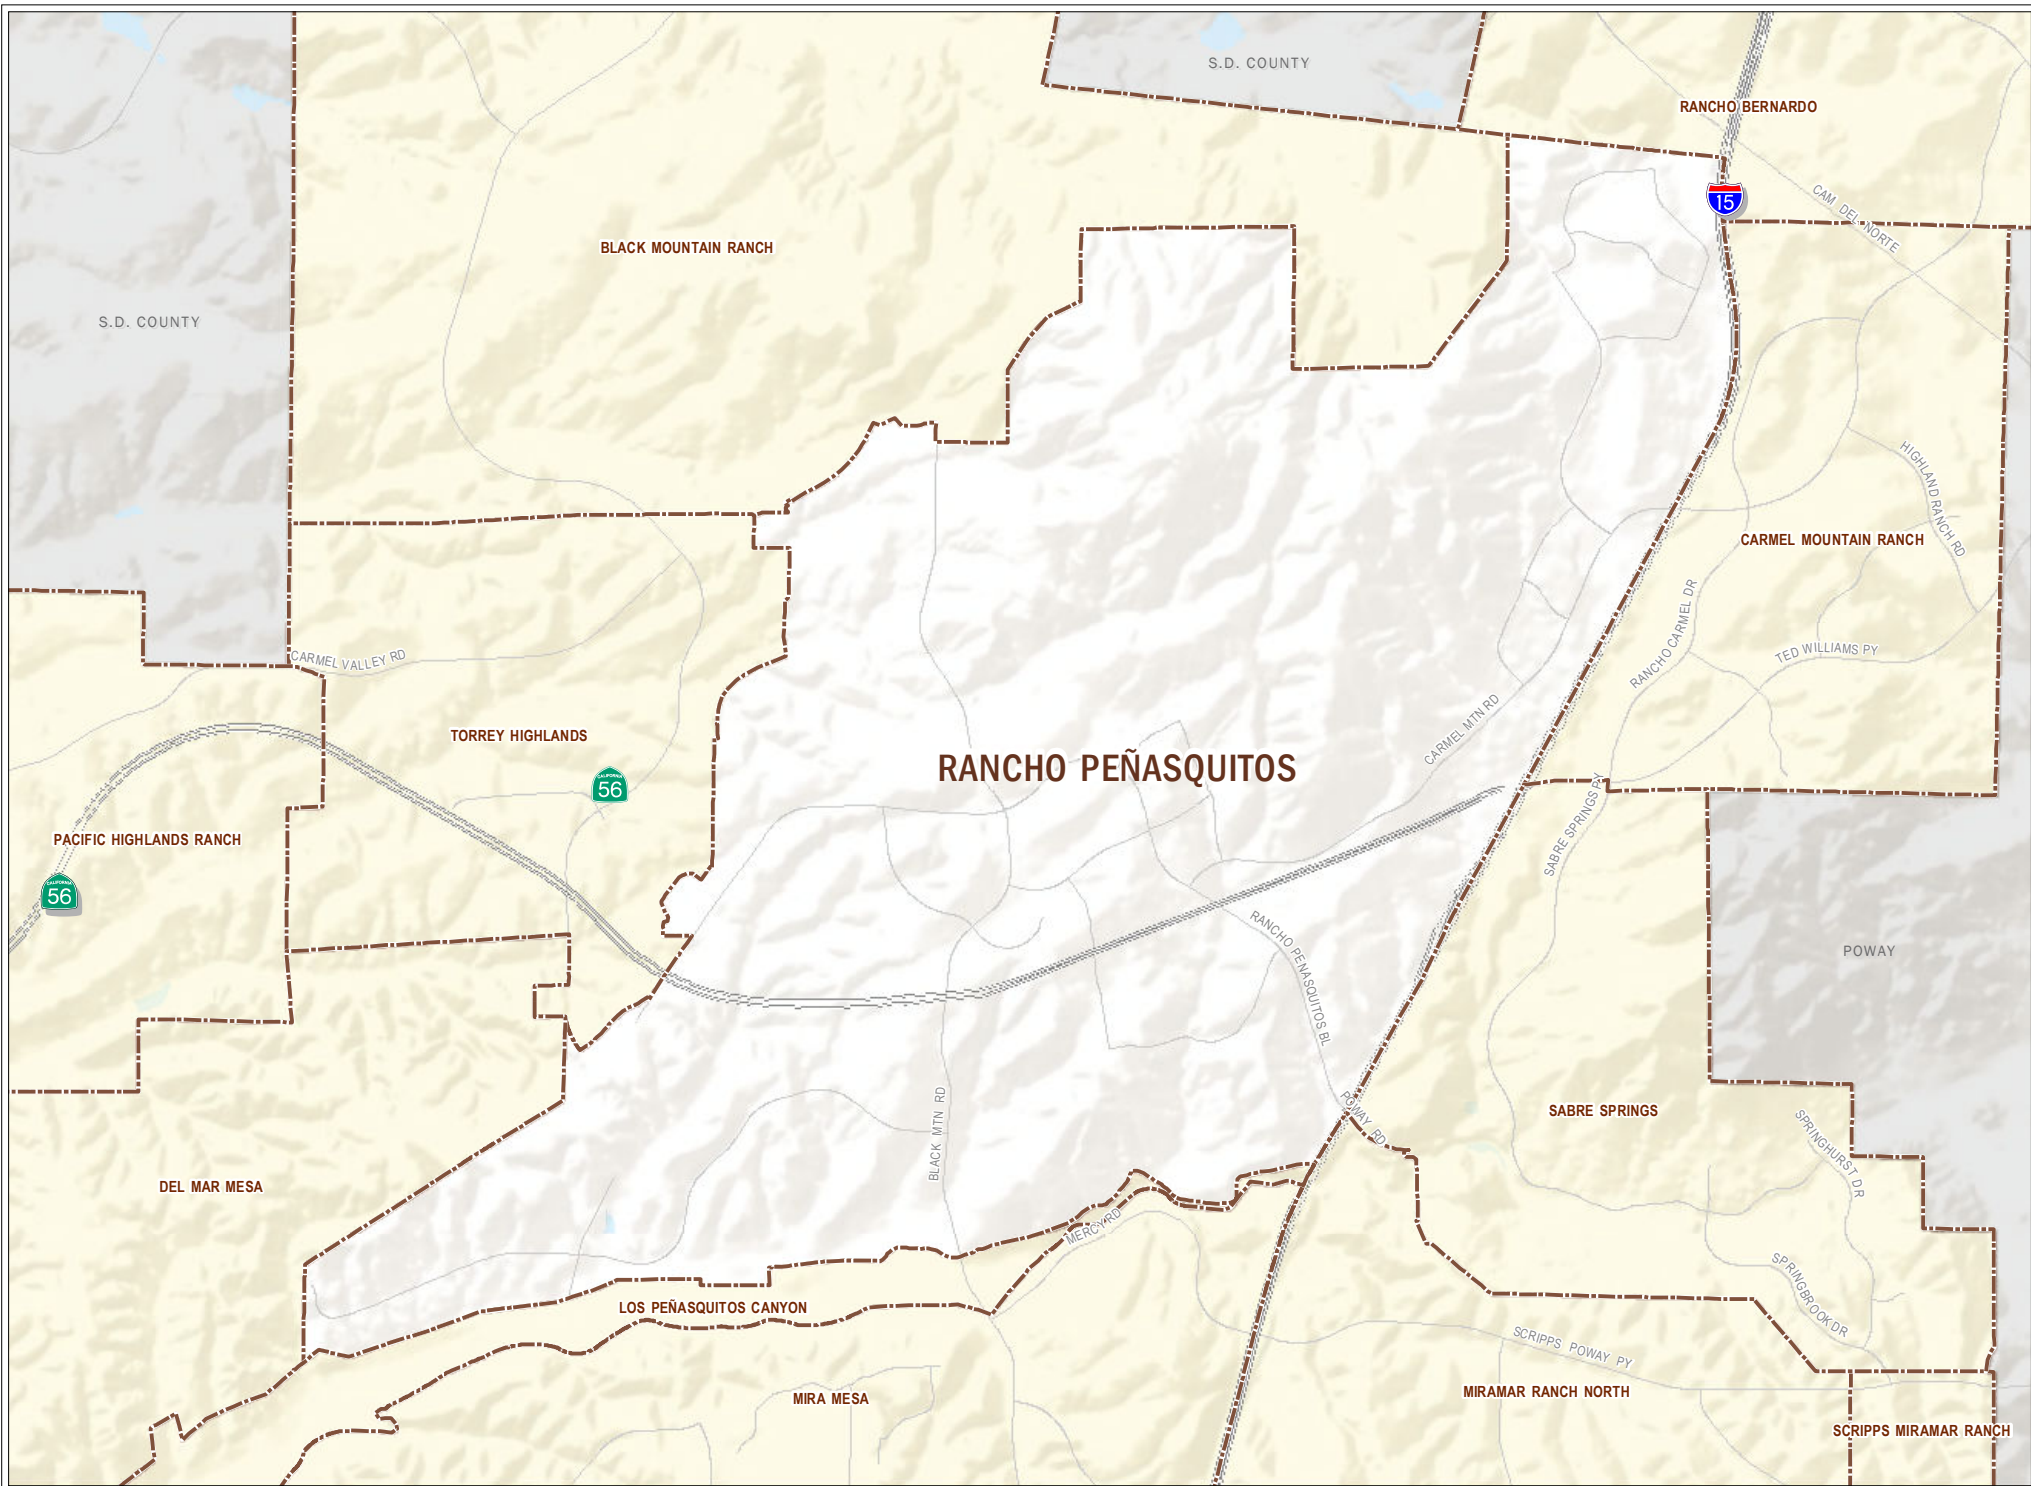 S.D. COUNTY
RANCHO BERNARDO
15
CAM DEL NORTE
BLACK MOUNTAIN RANCH
S.D. COUNTY
HIGHLAND RANCH RD
CARMEL MOUNTAIN RANCH
RANCHO CARMEL DR
TED WILLIAMS PY
CARMEL VALLEY RD
TORREY HIGHLANDS
CARMEL MTN RD
RANCHO PEÑASQUITOS
CALIFORNIA
56
SABRE SPRINGS PY
PACIFIC HIGHLANDS RANCH
CALIFORNIA
56
RANCHO PENASQUITOS BL
POWAY
BLACK MTN RD
POWAY RD
SABRE SPRINGS
SPRINGHURST DR
DEL MAR MESA
MERCY RD
SPRINGBROOK DR
LOS PEÑASQUITOS CANYON
SCRIPPS POWAY PY
MIRA MESA
MIRAMAR RANCH NORTH
SCRIPPS MIRAMAR RANCH